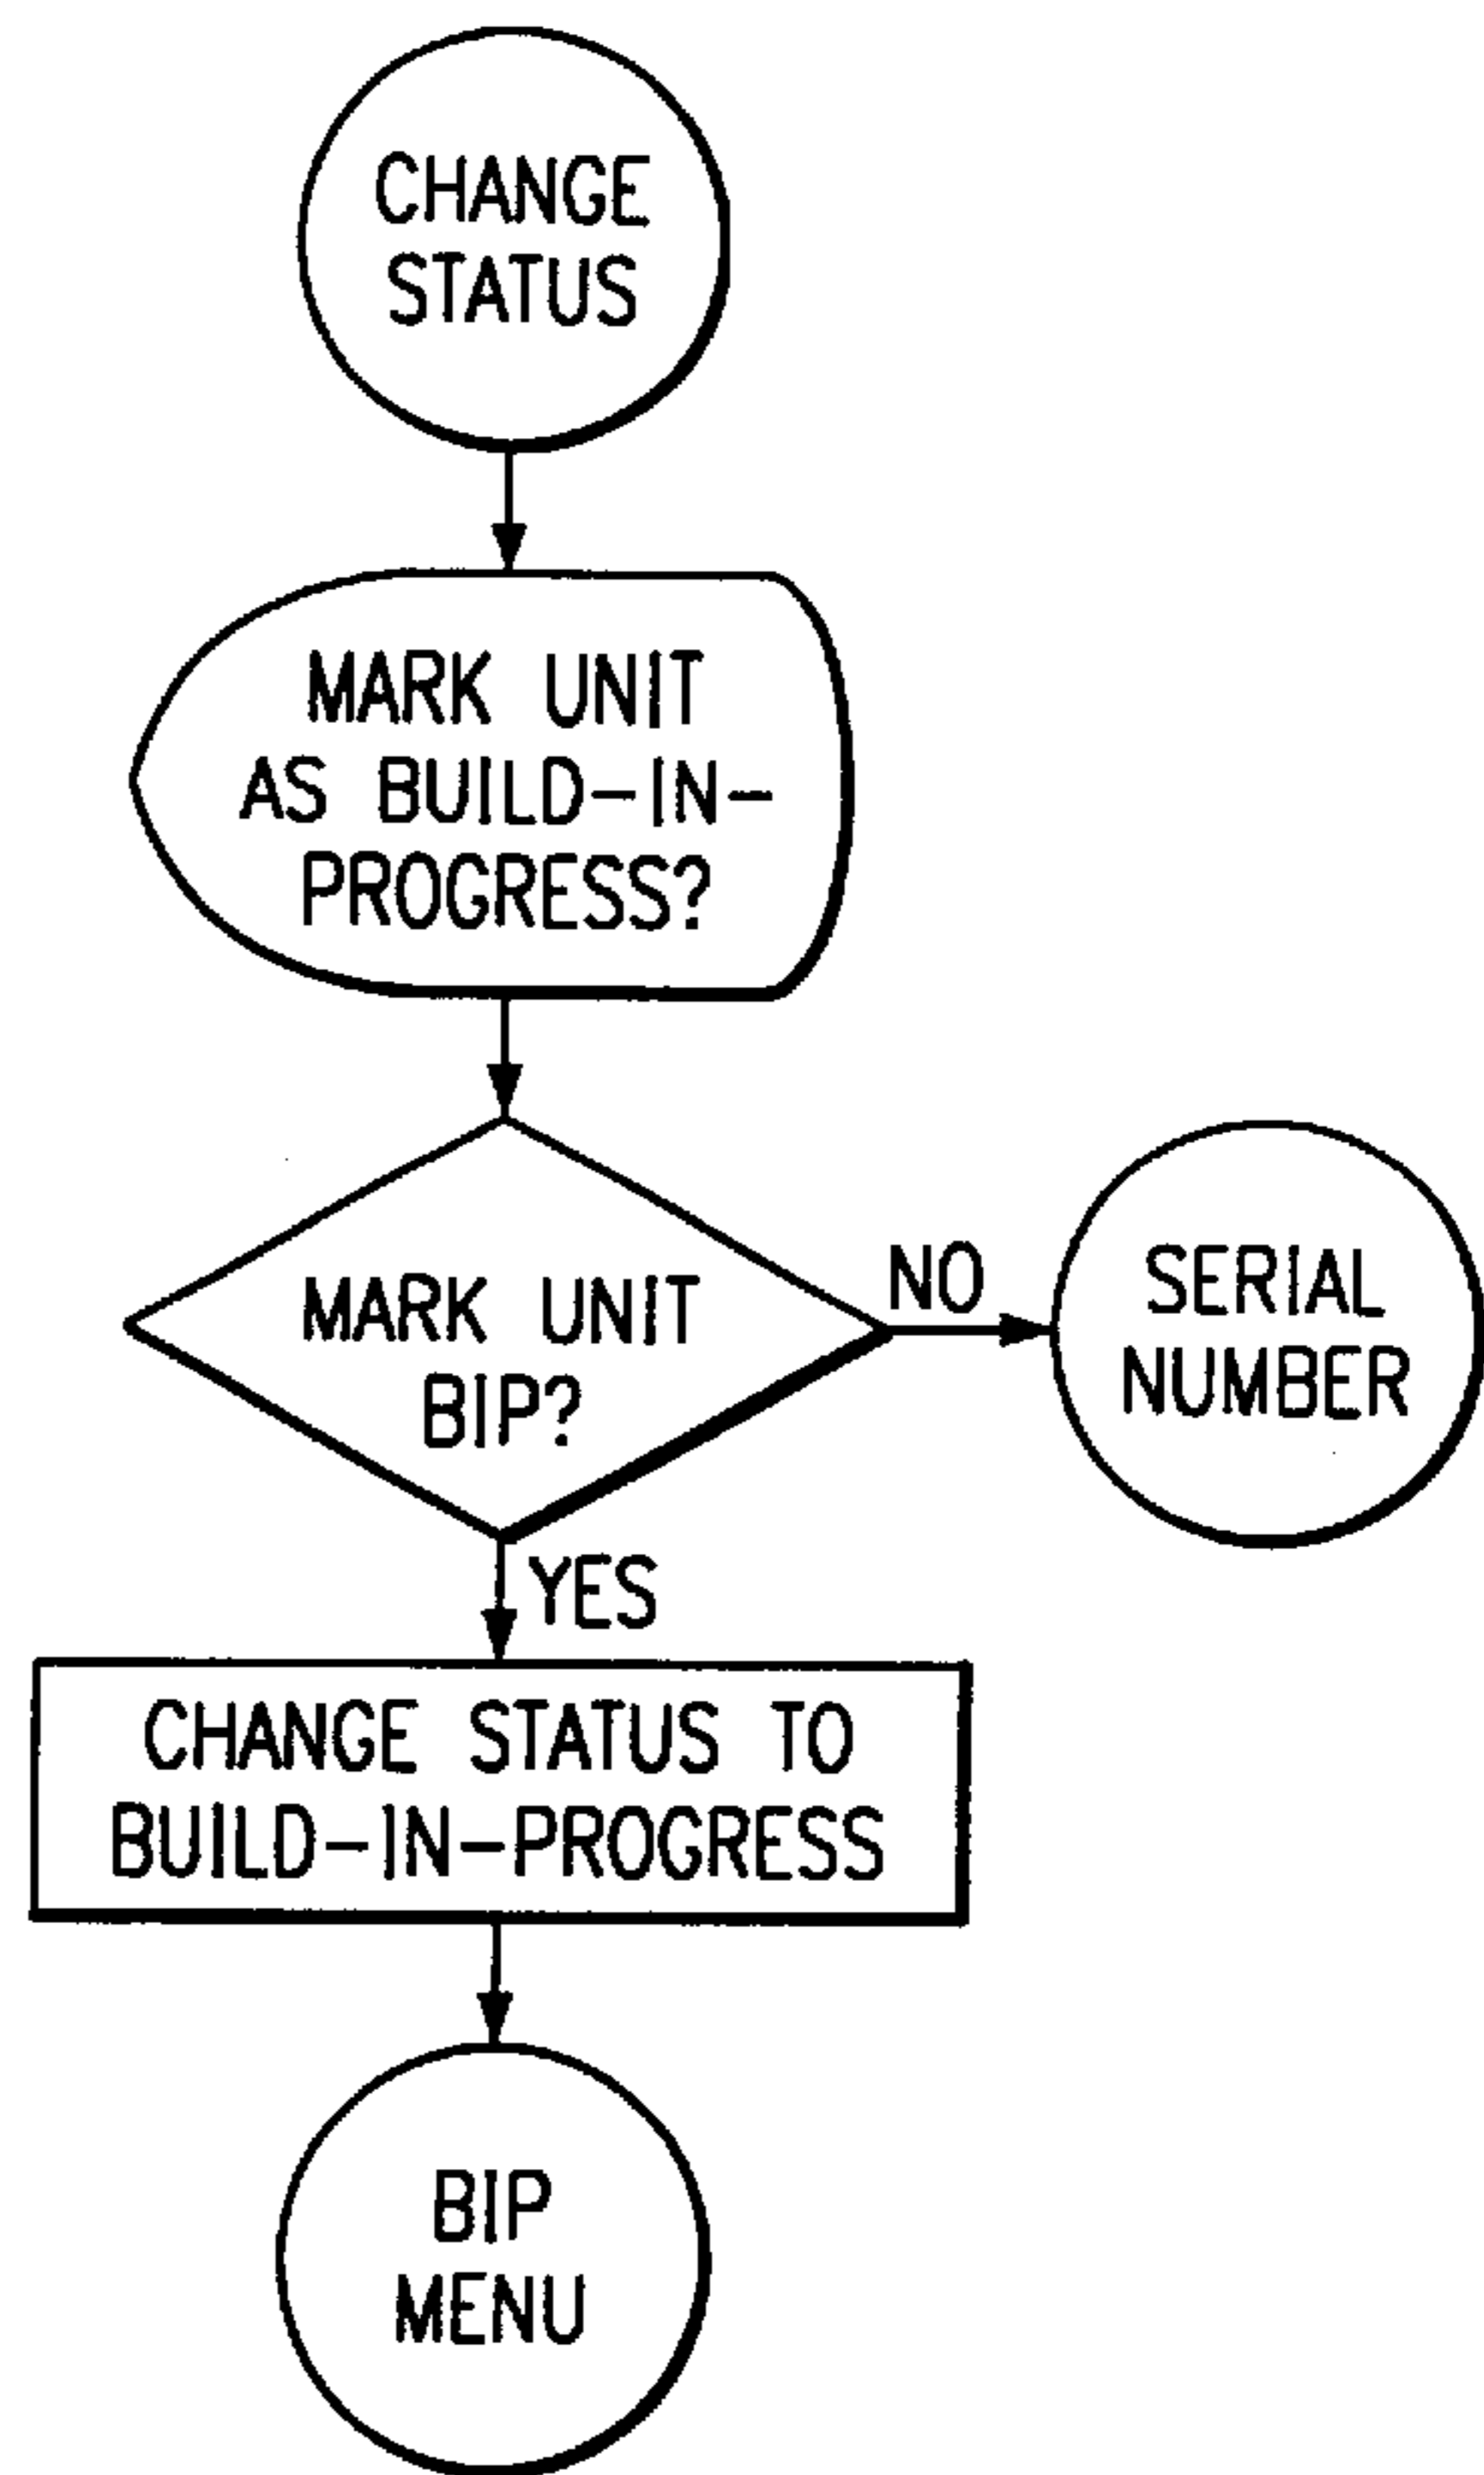 CHANGE
STATUS
MARK UNIT
AS BUILD-IN-
PROGRESS?
MARK UNIT
BIP?
NO
SERIAL
NUMBER
YES
CHANGE STATUS TO
BUILD-IN-PROGRESS
BIP
MENU